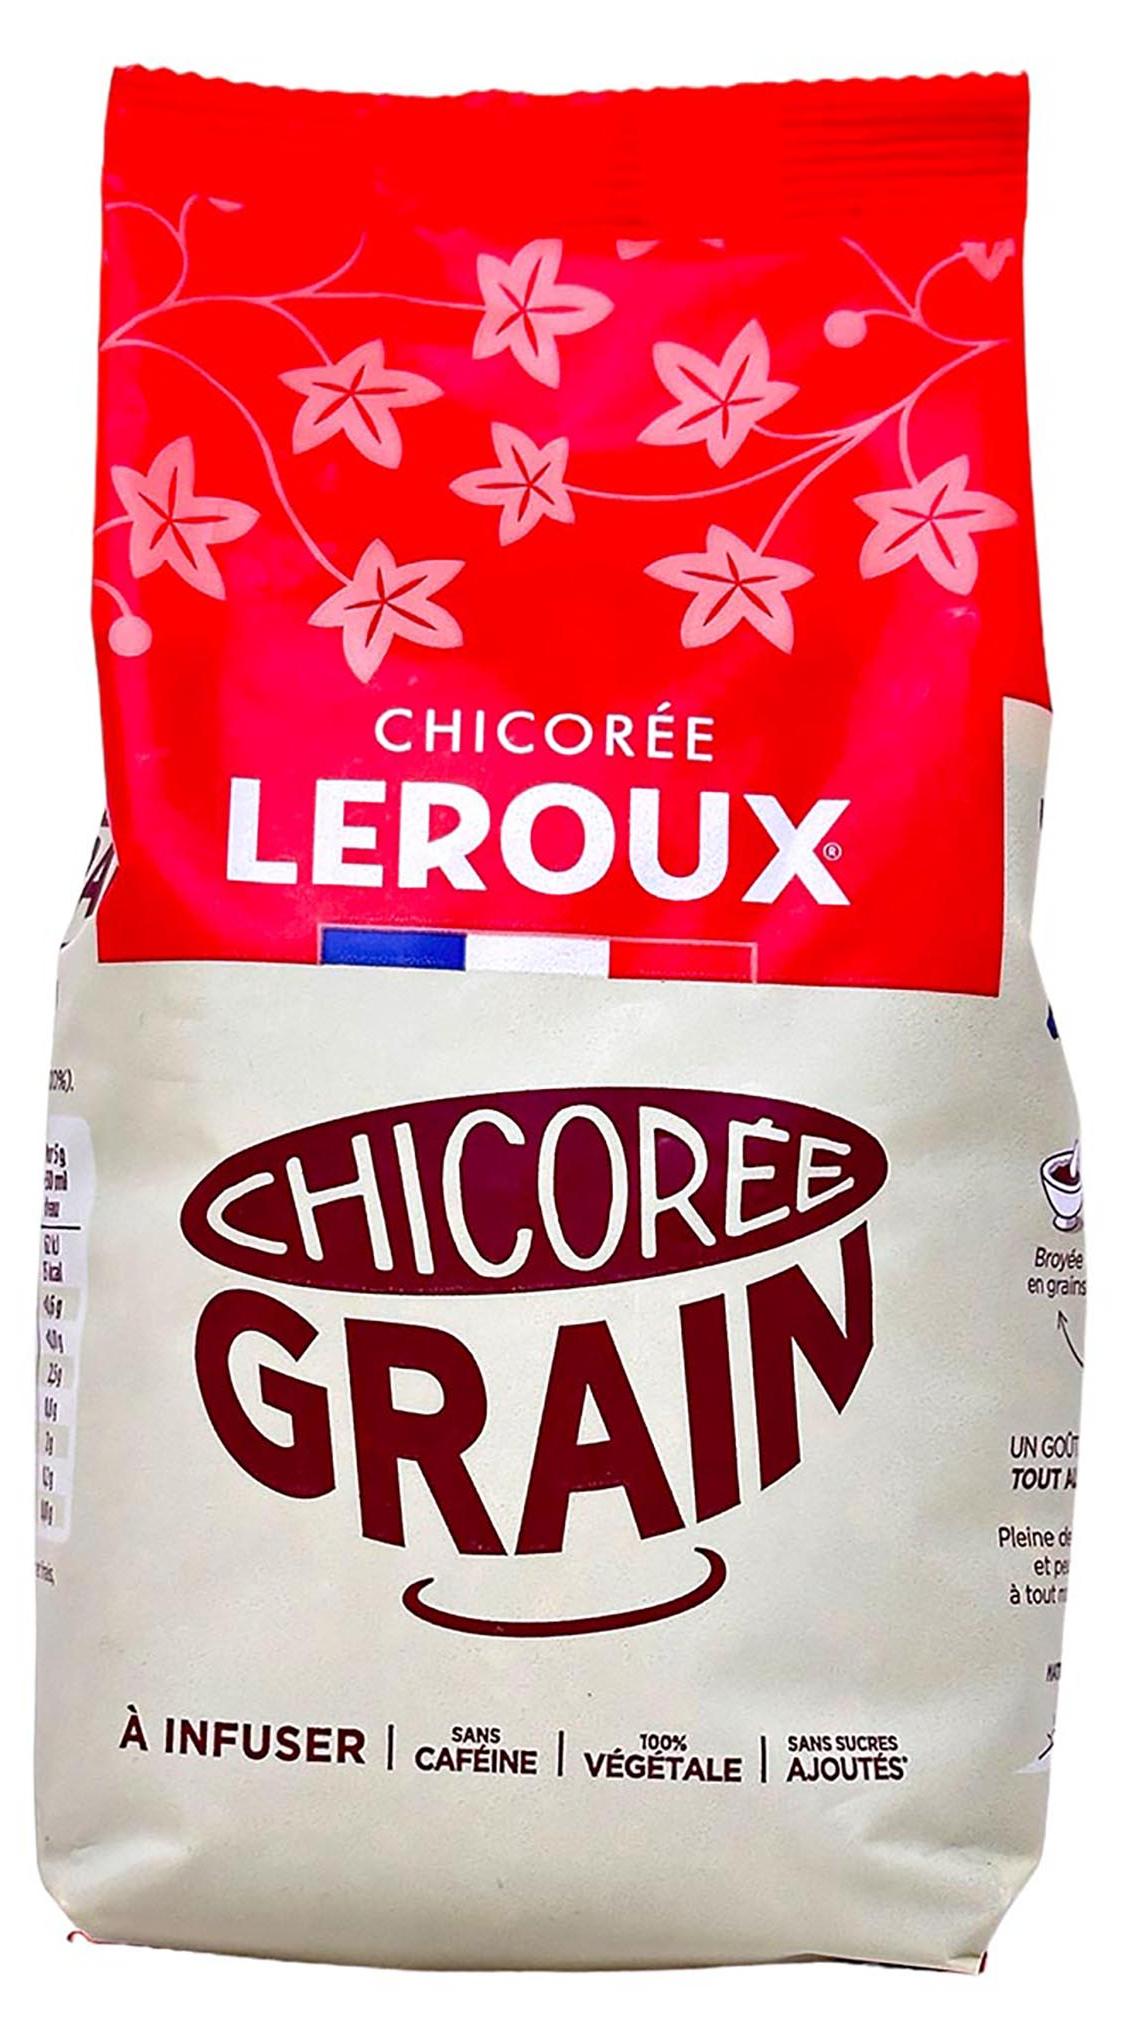 CHICORÉE
LEROUX®
CHICORÉE
GRAIN
À INFUSER | SANS CAFÉINE | 100% VÉGÉTALE | SANS SUCRES AJOUTÉS*
Broyée
en grains
UN GOÛT
TOUT
Pleine de
et
à tout